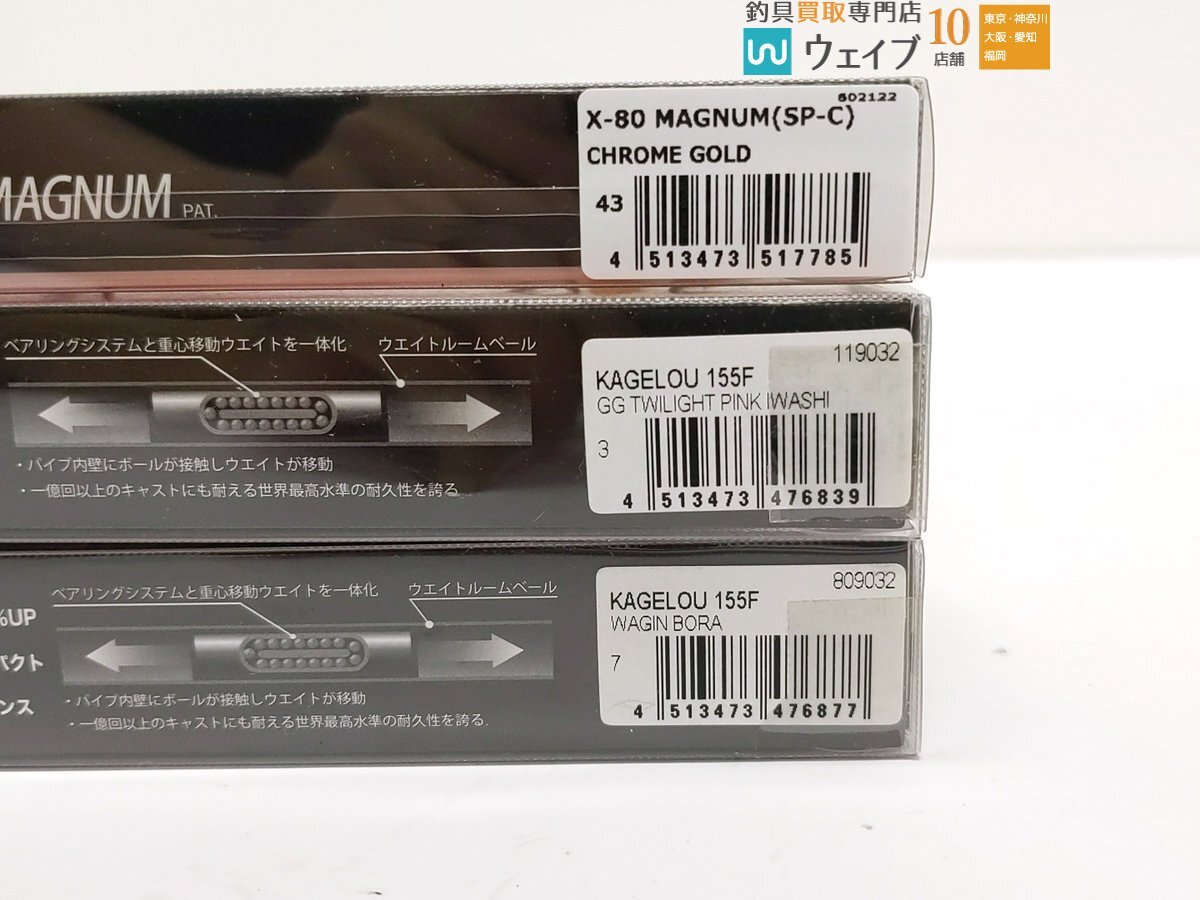 釣具買取専門店
ウェイブ
10
店舗
東京・神奈川
大阪・愛知
福岡
MAGNUM PAT.
602122
X-80 MAGNUM(SP-C)
CHROME GOLD
43
4 513473 517785
ベアリングシステムと重心移動ウエイトを一体化
ウエイトルームベール
・パイプ内壁にボールが接触しウエイトが移動
・一億回以上のキャストにも耐える世界最高水準の耐久性を誇る
119032
KAGELOU 155F
GG TWILIGHT PINK IWASHI
3
4 513473 476839
%UP
パクト
ンス
ベアリングシステムと重心移動ウエイトを一体化
ウエイトルームベール
・パイプ内壁にボールが接触しウエイトが移動
・一億回以上のキャストにも耐える世界最高水準の耐久性を誇る
809032
KAGELOU 155F
WAGIN BORA
7
4 513473 476877